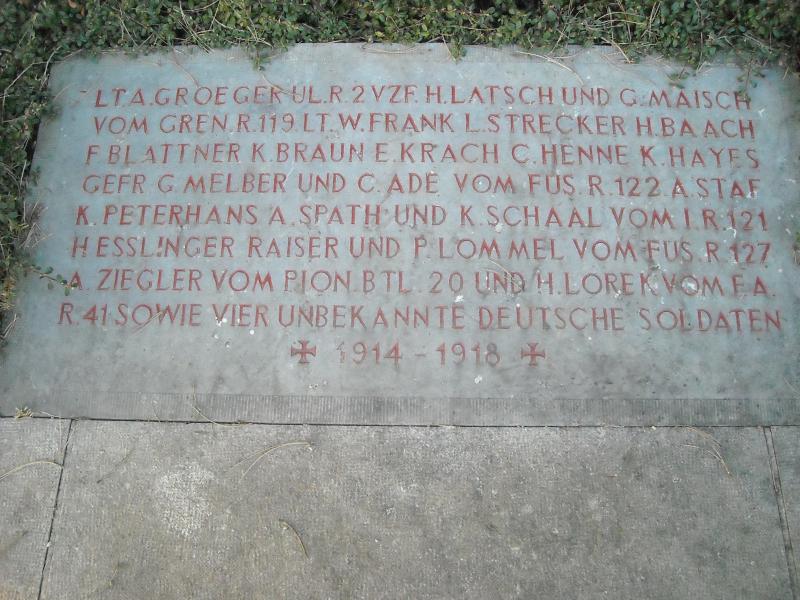 LT.A.GROEGER UL.R.2 VZF. H.LATSCH UND G.MAISCH
VOM GREN.R.119 LT.W.FRANK L.STRECKER H.BAACH
F.BLATTNER K.BRAUN E.KRACH C.HENNE K.HAYES
GEFR G.MELBER UND C.ADE VOM FUS.R.122 A.STAF
K.PETERHANS A.SPATH UND K.SCHAAL VOM I.R.121
H.ESSLINGER RAISER UND P.LOMMEL VOM FUS.R.127
A.ZIEGLER VOM PION.BTL.20 UND H.LOREK VOM F.A.
R.41 SOWIE VIER UNBEKANNTE DEUTSCHE SOLDATEN
1914 - 1918